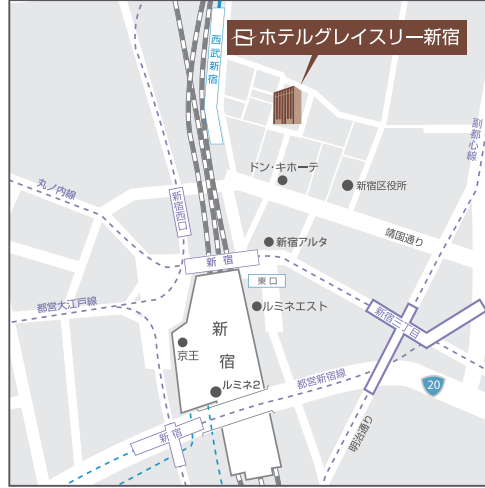 ホテルグレイスリー新宿
西武新宿
副都心線
ドン・キホーテ
新宿区役所
丸ノ内線
新宿西口
靖国通り
新宿アルタ
新宿
東口
都営大江戸線
ルミネエスト
新宿三丁目
新宿
京王
ルミネ2
都営新宿線
20
新宿
明治通り